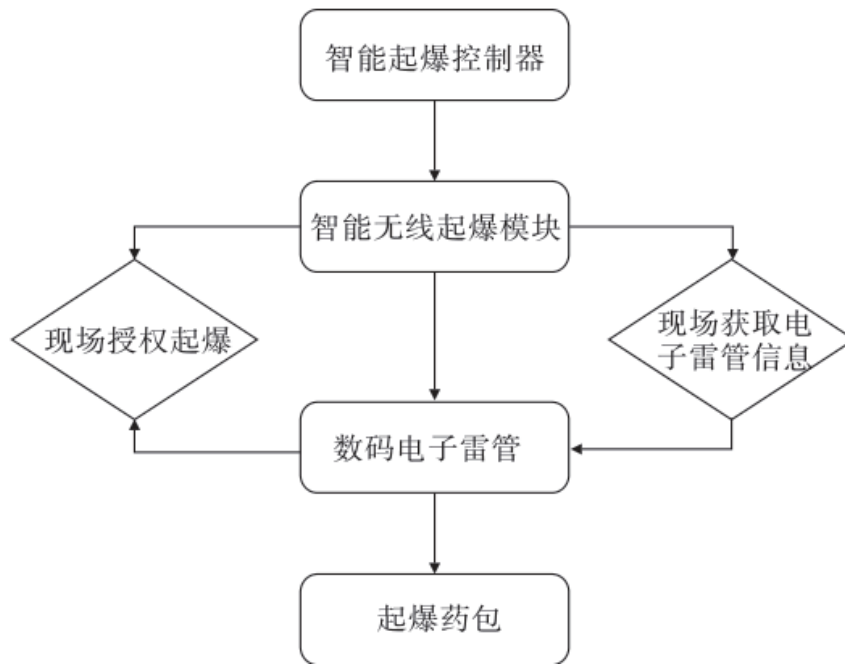 智能起爆控制器
智能无线起爆模块
现场授权起爆
现场获取电
子雷管信息
数码电子雷管
起爆药包